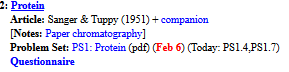 2: Protein
Article: Sanger & Tuppy (1951) + companion
[Notes: Paper chromatography]
Problem Set: PS1: Protein (pdf) (Feb 6) (Today: PS1.4,PS1.7)
Questionnaire